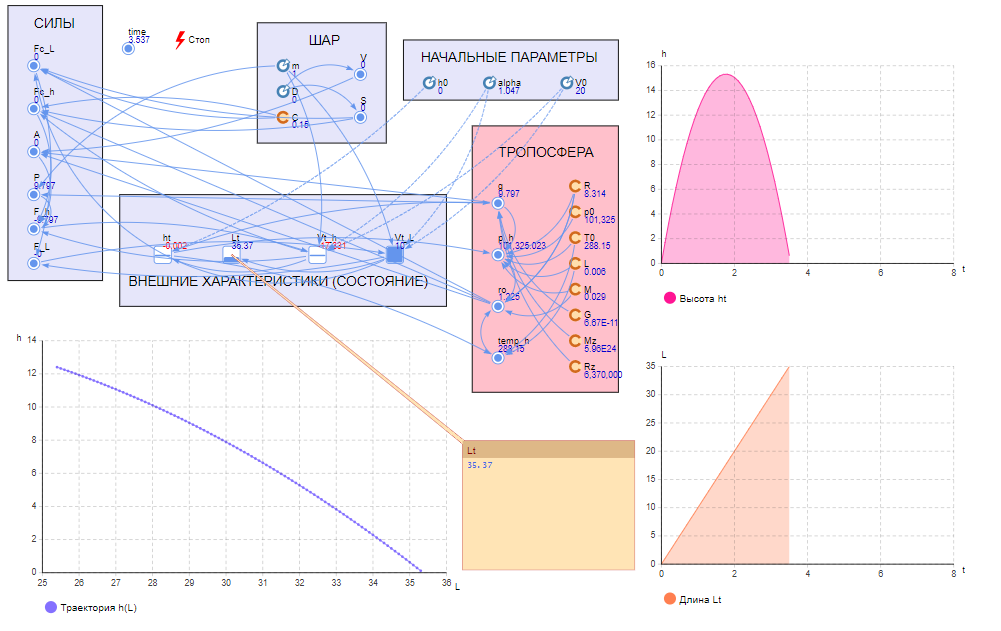 СИЛЫ
Fc_L
0
Fc_h
0
A
0
P
9.797
F_h
-9.797
F_L
-0
time
3.537
Стоп
ШАР
m
1
D
0
C
0.15
V
0
S
0
НАЧАЛЬНЫЕ ПАРАМЕТРЫ
h0
0
alpha
1.047
V0
20
ТРОПОСФЕРА
g
9.797
p_h
101,325.023
ro
1.225
temp_h
288.15
R
8.314
p0
101,325
T0
288.15
L
0.006
M
0.029
G
6.67E-11
Mz
5.96E24
Rz
6,370,000
ht
-0.002
Lt
35.37
Vt_h
Vt_L
10
ВНЕШНИЕ ХАРАКТЕРИСТИКИ (СОСТОЯНИЕ)
h
14
12
10
8
6
4
2
0
25 26 27 28 29 30 31 32 33 34 35 36
L
Траектория h(L)
Lt
35.37
h
16
14
12
10
8
6
4
2
0
0 2 4 6 8
t
Высота ht
L
35
30
25
20
15
10
5
0
0 2 4 6 8
t
Длина Lt